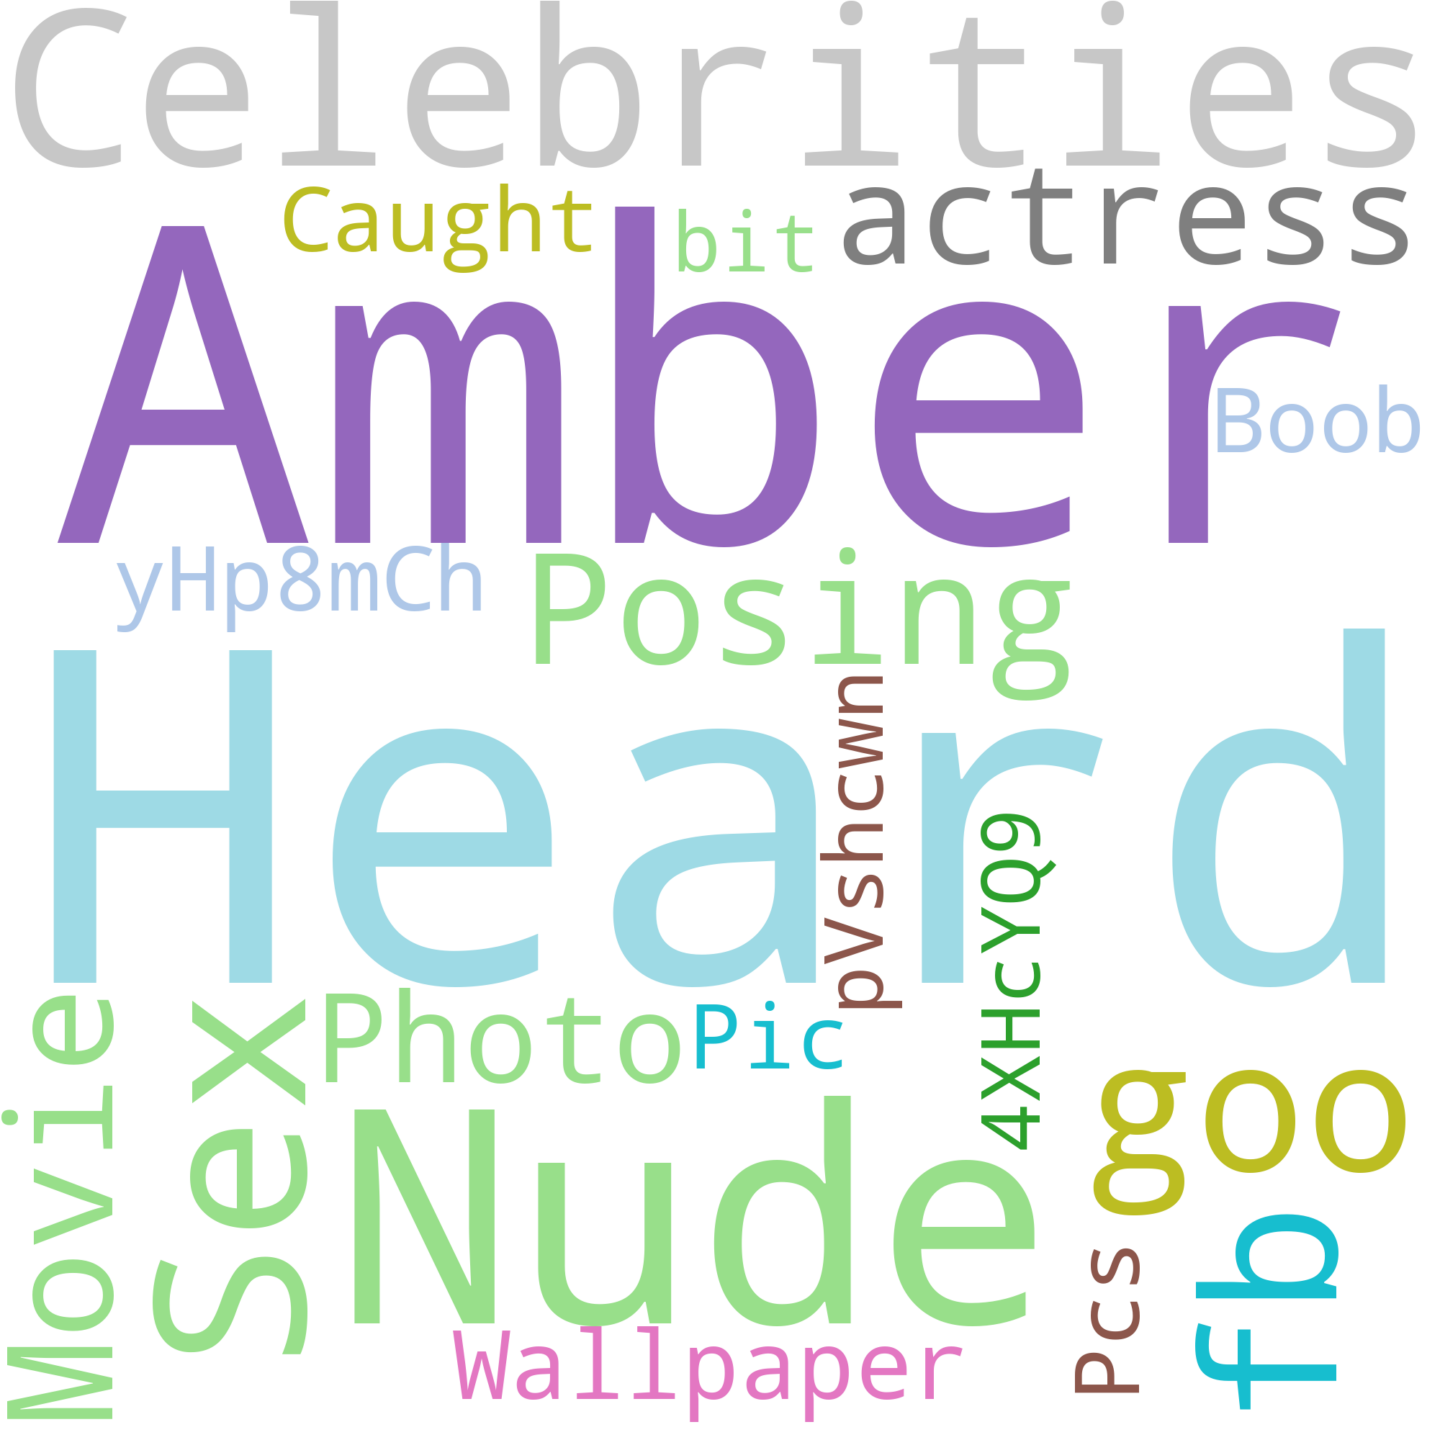 Celebrities
Caught
bit
actress
Amber
Boob
yHp8mCh
Posing
Heard
pVshcwn
4XHcYQ9
Movie
Sex
Photo
Pic
goo
Nude
fb
Pcs
Wallpaper